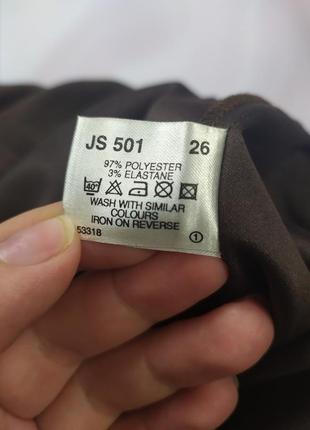 JS 501 26
97% POLYESTER
3% ELASTANE
40°
WASH WITH SIMILAR
COLOURS
IRON ON REVERSE
53318 1